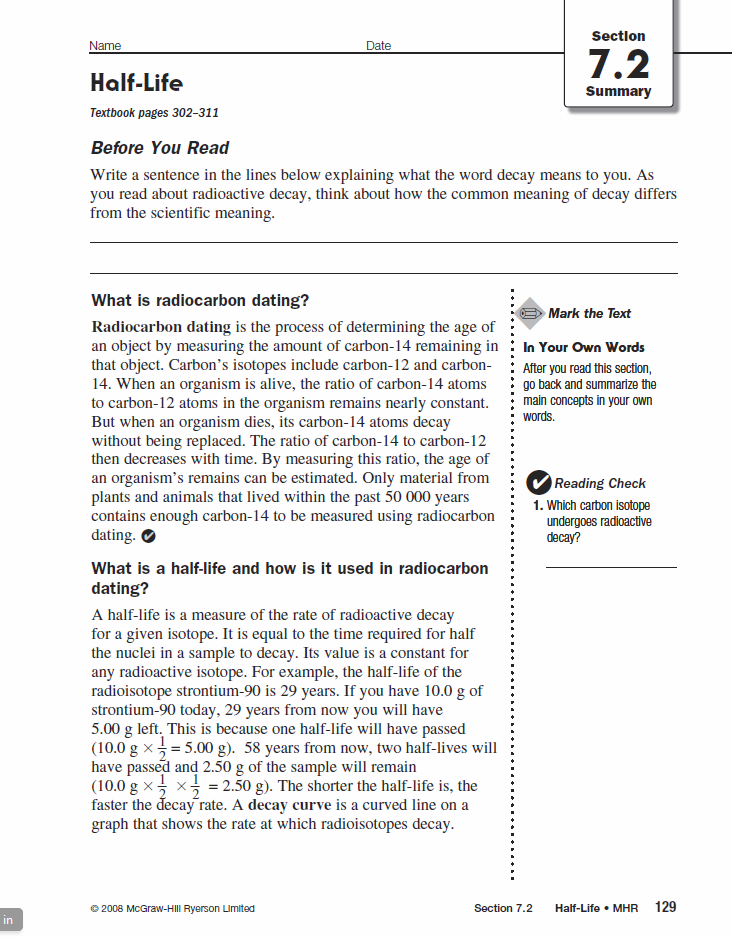 Name Date
Section
7.2
Summary
Half-Life
Textbook pages 302–311
Before You Read
Write a sentence in the lines below explaining what the word decay means to you. As
you read about radioactive decay, think about how the common meaning of decay differs
from the scientific meaning.
What is radiocarbon dating?
Radiocarbon dating is the process of determining the age of
an object by measuring the amount of carbon-14 remaining in
that object. Carbon’s isotopes include carbon-12 and carbon-
14. When an organism is alive, the ratio of carbon-14 atoms
to carbon-12 atoms in the organism remains nearly constant.
But when an organism dies, its carbon-14 atoms decay
without being replaced. The ratio of carbon-14 to carbon-12
then decreases with time. By measuring this ratio, the age of
an organism’s remains can be estimated. Only material from
plants and animals that lived within the past 50 000 years
contains enough carbon-14 to be measured using radiocarbon
dating. ✔
What is a half-life and how is it used in radiocarbon
dating?
A half-life is a measure of the rate of radioactive decay
for a given isotope. It is equal to the time required for half
the nuclei in a sample to decay. Its value is a constant for
any radioactive isotope. For example, the half-life of the
radioisotope strontium-90 is 29 years. If you have 10.0 g of
strontium-90 today, 29 years from now you will have
5.00 g left. This is because one half-life will have passed
(10.0 g × 1/2 = 5.00 g). 58 years from now, two half-lives will
have passed and 2.50 g of the sample will remain
(10.0 g × 1/2 × 1/2 = 2.50 g). The shorter the half-life is, the
faster the decay rate. A decay curve is a curved line on a
graph that shows the rate at which radioisotopes decay.
Mark the Text
In Your Own Words
After you read this section,
go back and summarize the
main concepts in your own
words.
✔ Reading Check
1. Which carbon isotope
undergoes radioactive
decay?
© 2008 McGraw-Hill Ryerson Limited
Section 7.2 Half-Life • MHR 129
in